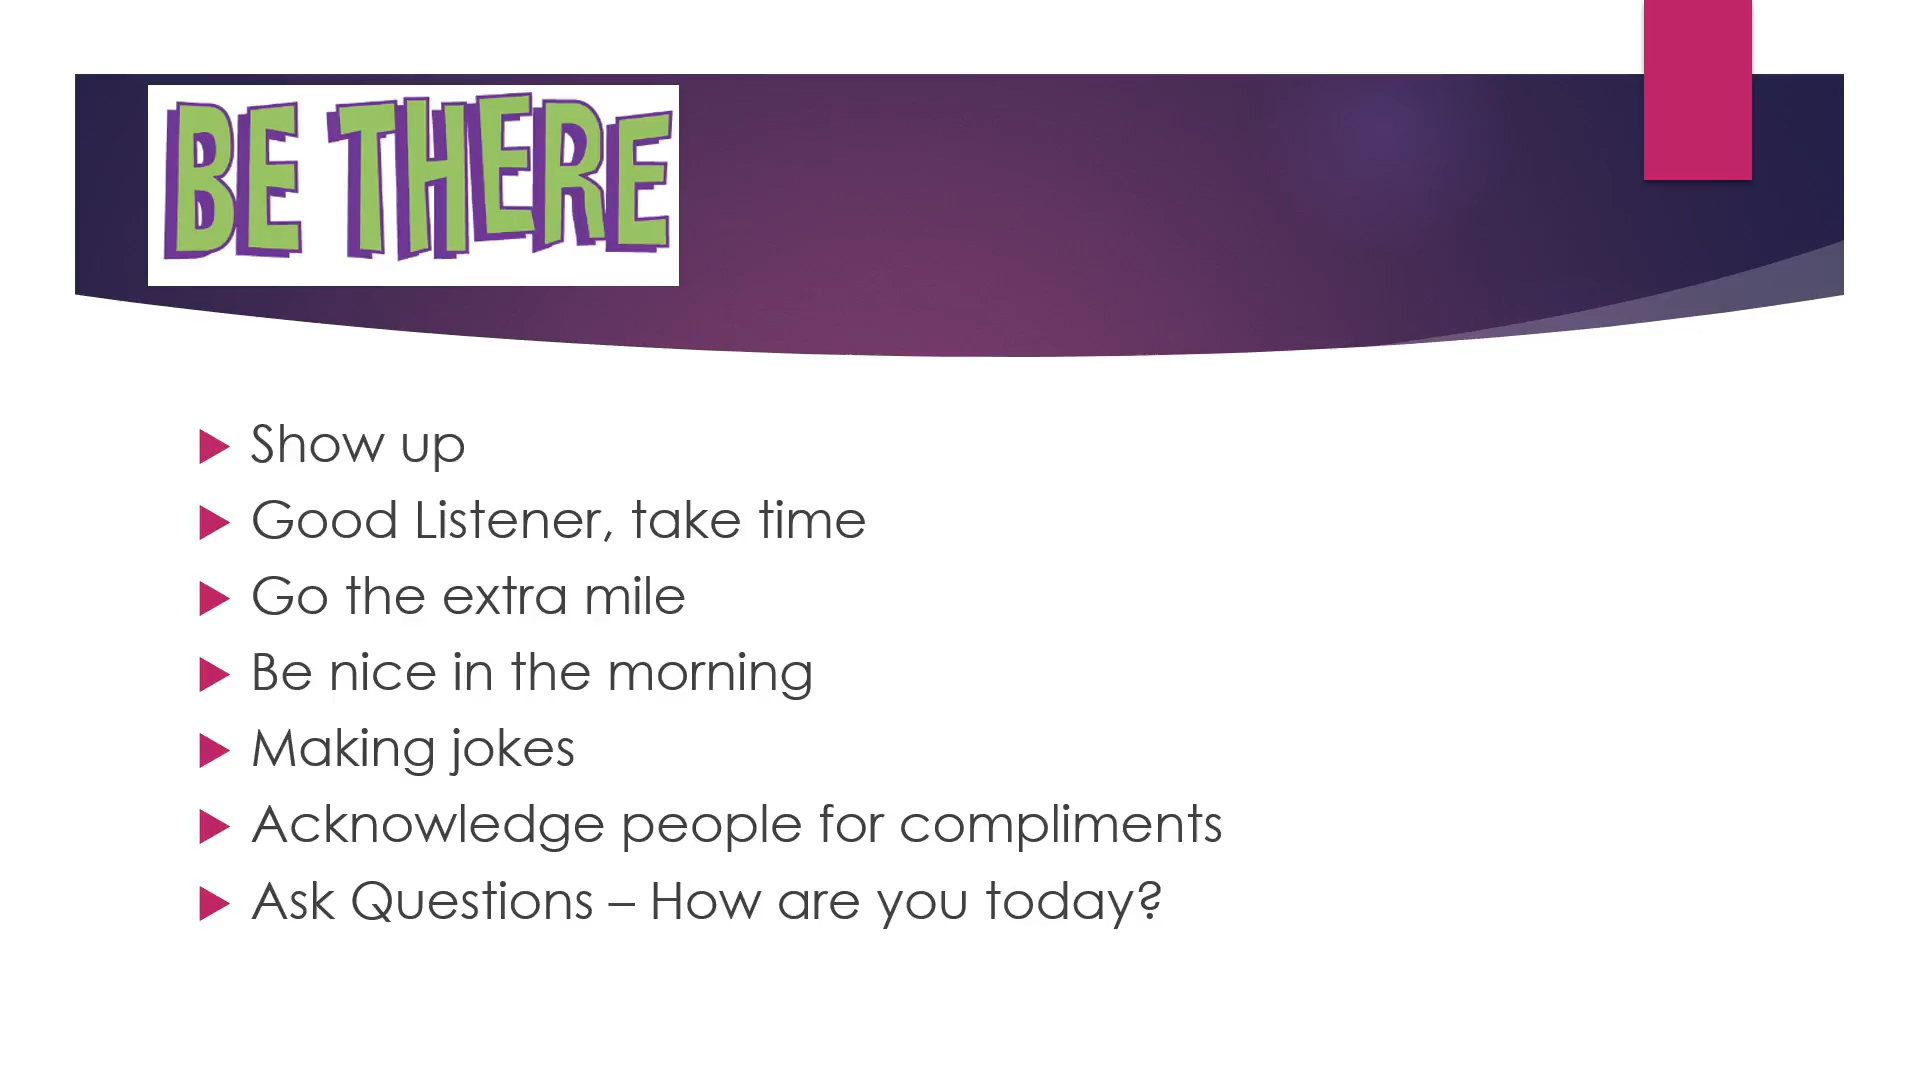 BE THERE
Show up
Good Listener, take time
Go the extra mile
Be nice in the morning
Making jokes
Acknowledge people for compliments
Ask Questions – How are you today?